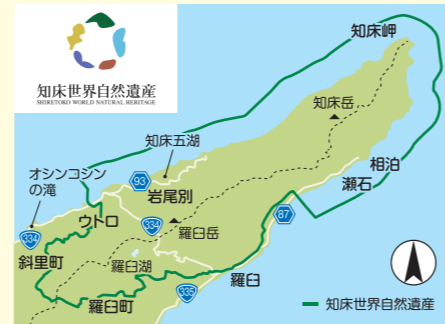 知床世界自然遺産
SHIRETOKO WORLD NATURAL HERITAGE
知床岬
知床岳
知床五湖
相泊
瀬石
オシンコシン
の滝
93
岩尾別
87
ウトロ
334
334
羅臼岳
斜里町
羅臼湖
羅臼
335
羅臼町
知床世界自然遺産